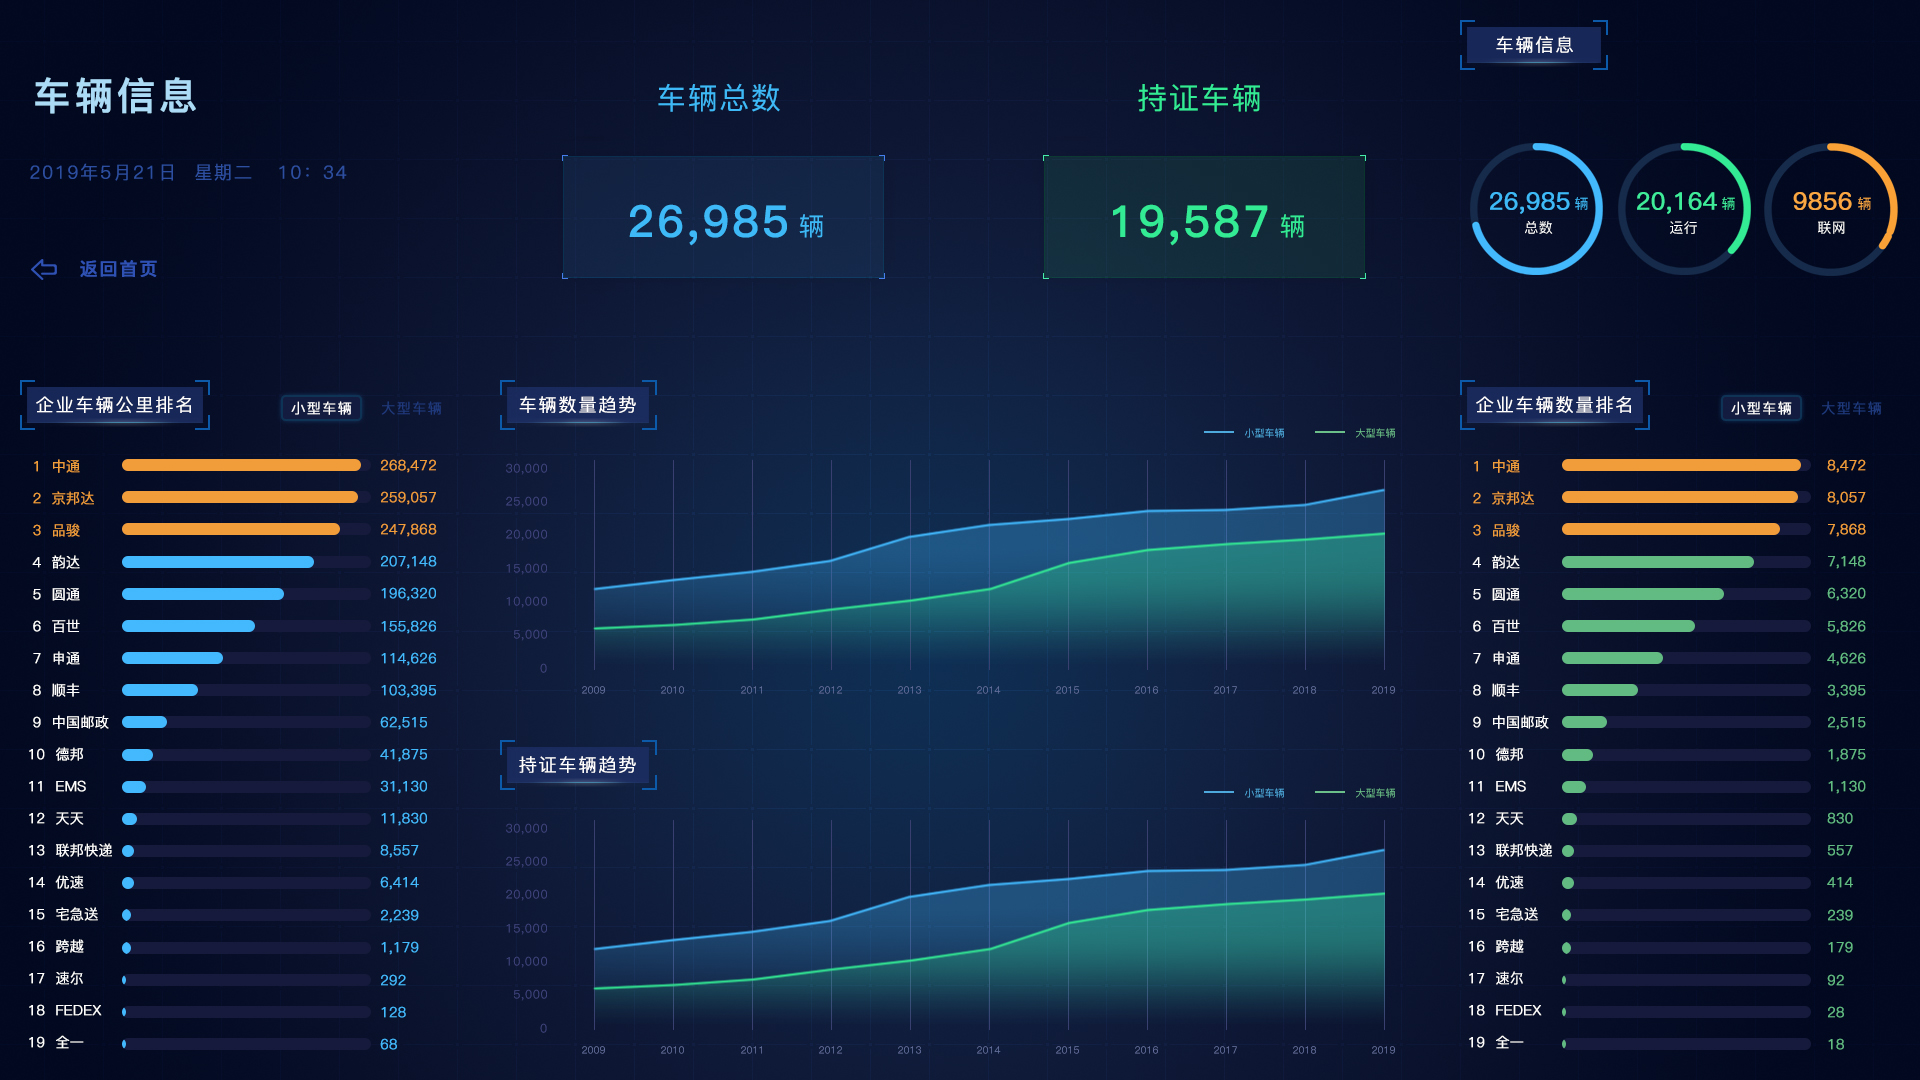 车辆信息
2019年5月21日 星期二 10: 34
返回首页
车辆总数
26,985 辆
持证车辆
19,587 辆
车辆信息
26,985 辆
总数
20,164 辆
运行
9856 辆
联网
企业车辆公里排名
小型车辆 大型车辆
1 中通 268,472
2 京邦达 259,057
3 品骏 247,868
4 韵达 207,148
5 圆通 196,320
6 百世 155,826
7 申通 114,626
8 顺丰 103,395
9 中国邮政 62,515
10 德邦 41,875
11 EMS 31,130
12 天天 11,830
13 联邦快递 8,557
14 优速 6,414
15 宅急送 2,239
16 跨越 1,179
17 速尔 292
18 FEDEX 128
19 全一 68
车辆数量趋势
小型车辆 大型车辆
30,000
25,000
20,000
15,000
10,000
5,000
0
2009 2010 2011 2012 2013 2014 2015 2016 2017 2018 2019
持证车辆趋势
小型车辆 大型车辆
30,000
25,000
20,000
15,000
10,000
5,000
0
2009 2010 2011 2012 2013 2014 2015 2016 2017 2018 2019
企业车辆数量排名
小型车辆 大型车辆
1 中通 8,472
2 京邦达 8,057
3 品骏 7,868
4 韵达 7,148
5 圆通 6,320
6 百世 5,826
7 申通 4,626
8 顺丰 3,395
9 中国邮政 2,515
10 德邦 1,875
11 EMS 1,130
12 天天 830
13 联邦快递 557
14 优速 414
15 宅急送 239
16 跨越 179
17 速尔 92
18 FEDEX 28
19 全一 18